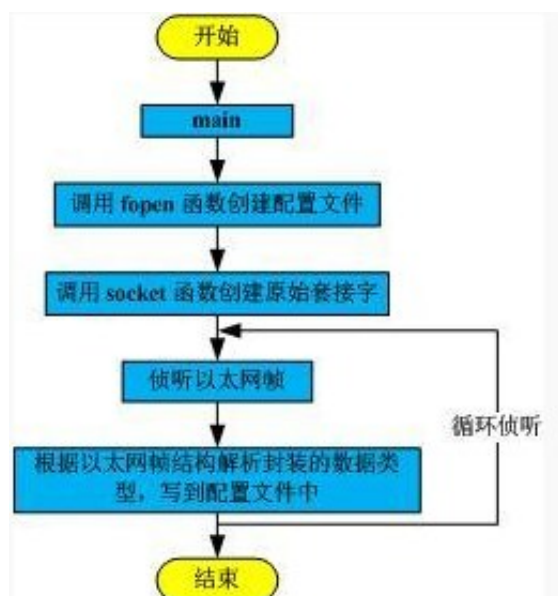 开始
main
调用 fopen 函数创建配置文件
调用 socket 函数创建原始套接字
侦听以太网帧
循环侦听
根据以太网帧结构解析封装的数据类
型，写到配置文件中
结束